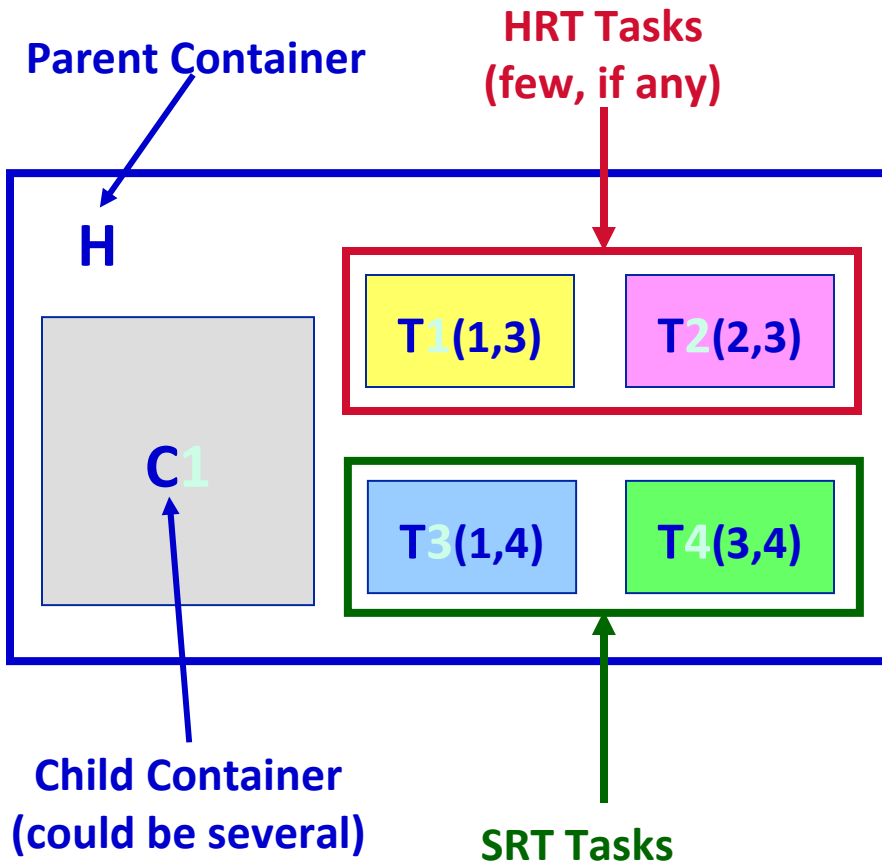 Parent Container
HRT Tasks
(few, if any)
H
T1(1,3)
T2(2,3)
C1
T3(1,4)
T4(3,4)
Child Container
(could be several)
SRT Tasks